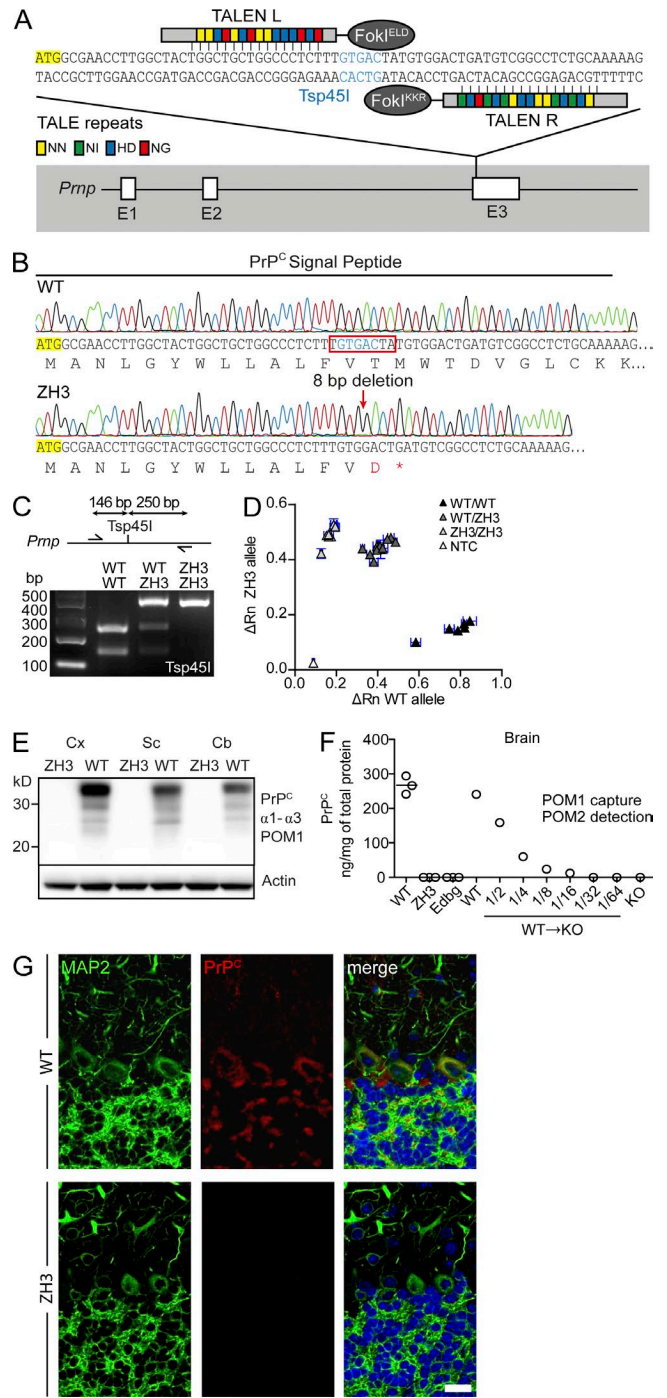 A
TALEN L
FokI^ELD
ATGGCGAACCTTGGCTACTGGCTGCTGGCCCTCTTTGTGACTATGTGGACTGATGTCGGCCTCTGCAAAAAG
TACCGCTTGGAACCGATGACCGACGACCGGGAGAAACACTGATACACCTGACTACAGCCGGAGACGTTTTTC
Tsp45I
FokI^KKR
TALEN R
TALE repeats
NN NI HD NG
Prnp
E1 E2 E3
B
PrP^C Signal Peptide
WT
ATGGCGAACCTTGGCTACTGGCTGCTGGCCCTCTTTGTGACTATGTGGACTGATGTCGGCCTCTGCAAAAAG...
M A N L G Y W L L A L F V T M W T D V G L C K K...
8 bp deletion
ZH3
ATGGCGAACCTTGGCTACTGGCTGCTGGCCCTCTTTGTGGACTGATGTCGGCCTCTGCAAAAAG...
M A N L G Y W L L A L F V D *
C
146 bp 250 bp
Tsp45I
Prnp
WT WT ZH3
bp WT ZH3 ZH3
500
400
300
200
100
Tsp45I
D
WT/WT
WT/ZH3
ZH3/ZH3
NTC
ΔRn ZH3 allele
0.6
0.4
0.2
0.0
0.0 0.2 0.4 0.6 0.8 1.0
ΔRn WT allele
E
Cx Sc Cb
ZH3 WT ZH3 WT ZH3 WT
kD
30
20
PrP^C
α1-α3
POM1
Actin
F
Brain
PrP^C
ng/mg of total protein
400
300
200
100
0
POM1 capture
POM2 detection
WT ZH3 Edbg WT 1/2 1/4 1/8 1/16 1/32 1/64 KO
WT→KO
G
MAP2 PrP^C merge
WT
ZH3